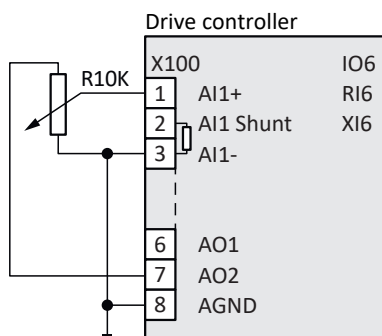 Drive controller
X100 IO6
R10K 1 AI1+ RI6
2 AI1 Shunt XI6
3 AI1-
6 AO1
7 AO2
8 AGND